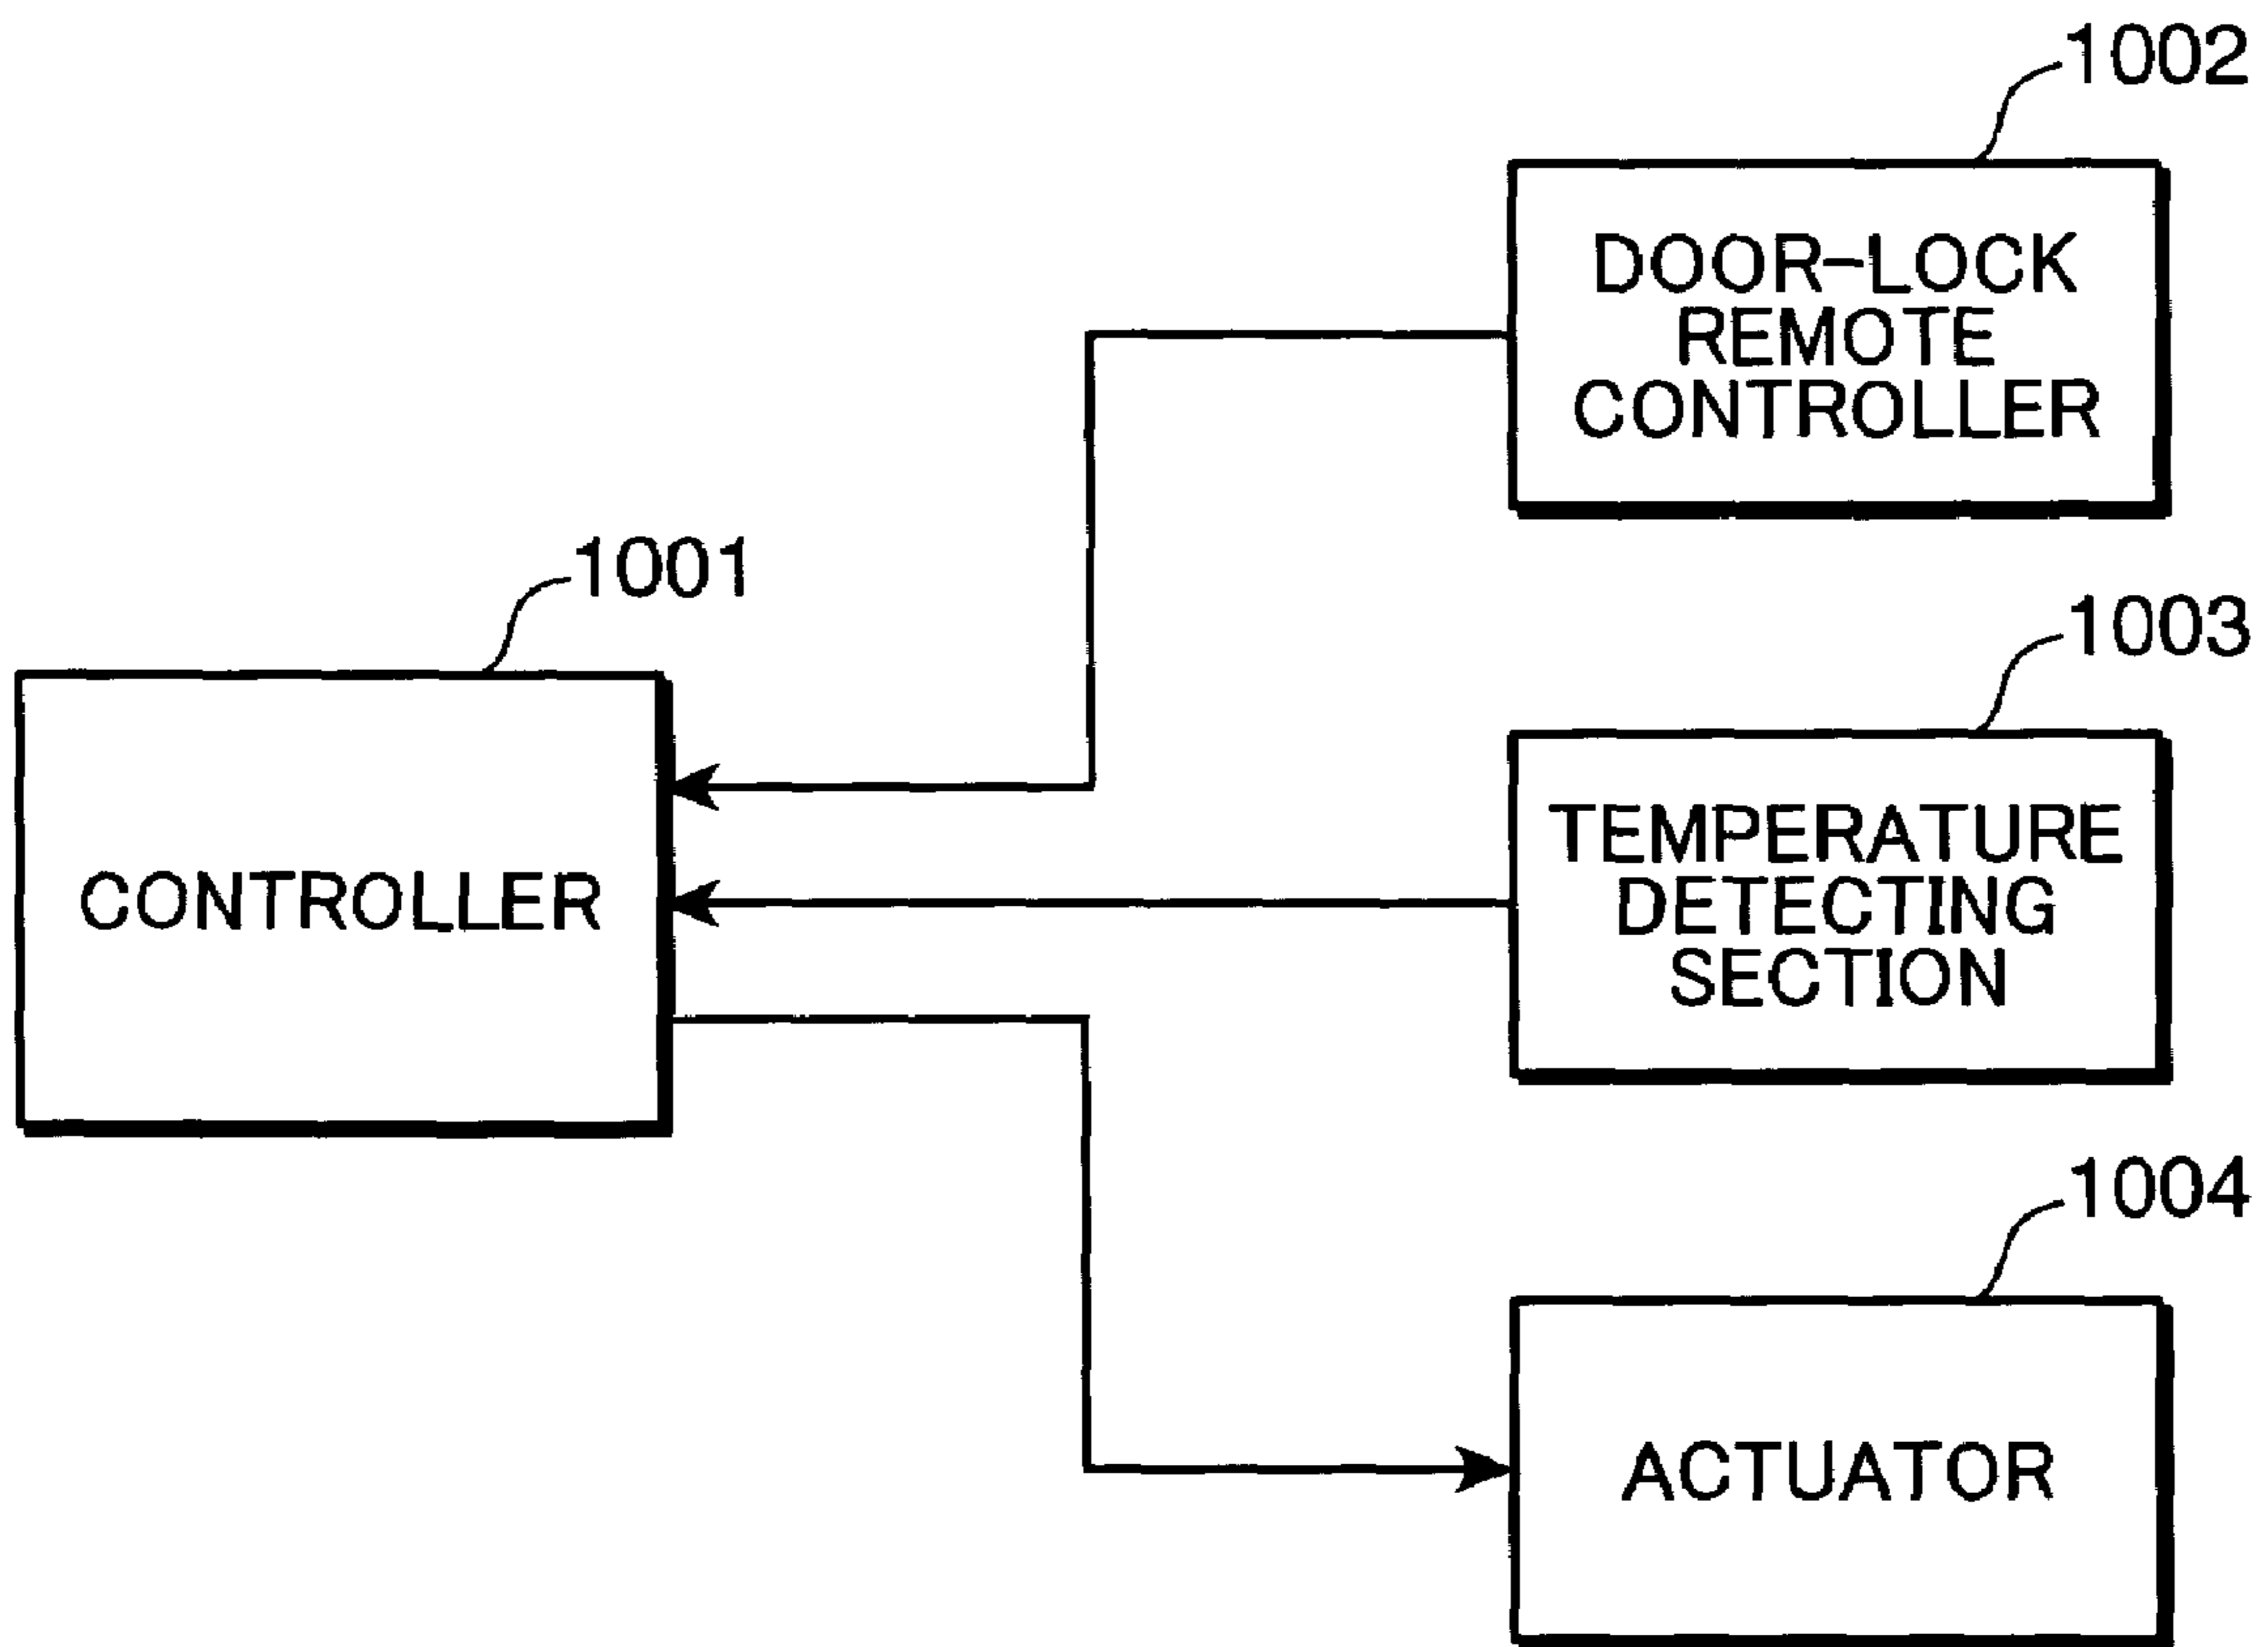 1002
DOOR-LOCK
REMOTE
CONTROLLER
1001
CONTROLLER
1003
TEMPERATURE
DETECTING
SECTION
1004
ACTUATOR